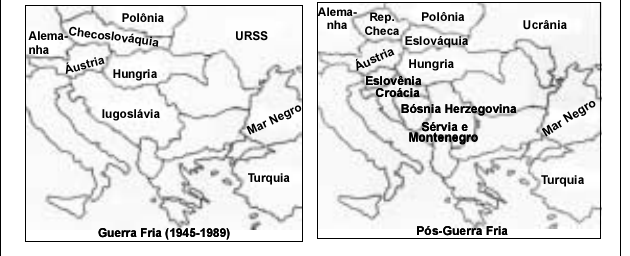 Polônia
Alema-
nha
Checoslováquia
URSS
Áustria
Hungria
Iugoslávia
Mar Negro
Turquia
Guerra Fria (1945-1989)
Alema-
nha
Rep.
Checa
Polônia
Ucrânia
Eslováquia
Áustria
Hungria
Eslovênia
Croácia
Bósnia Herzegovina
Sérvia e
Montenegro
Mar Negro
Turquia
Pós-Guerra Fria